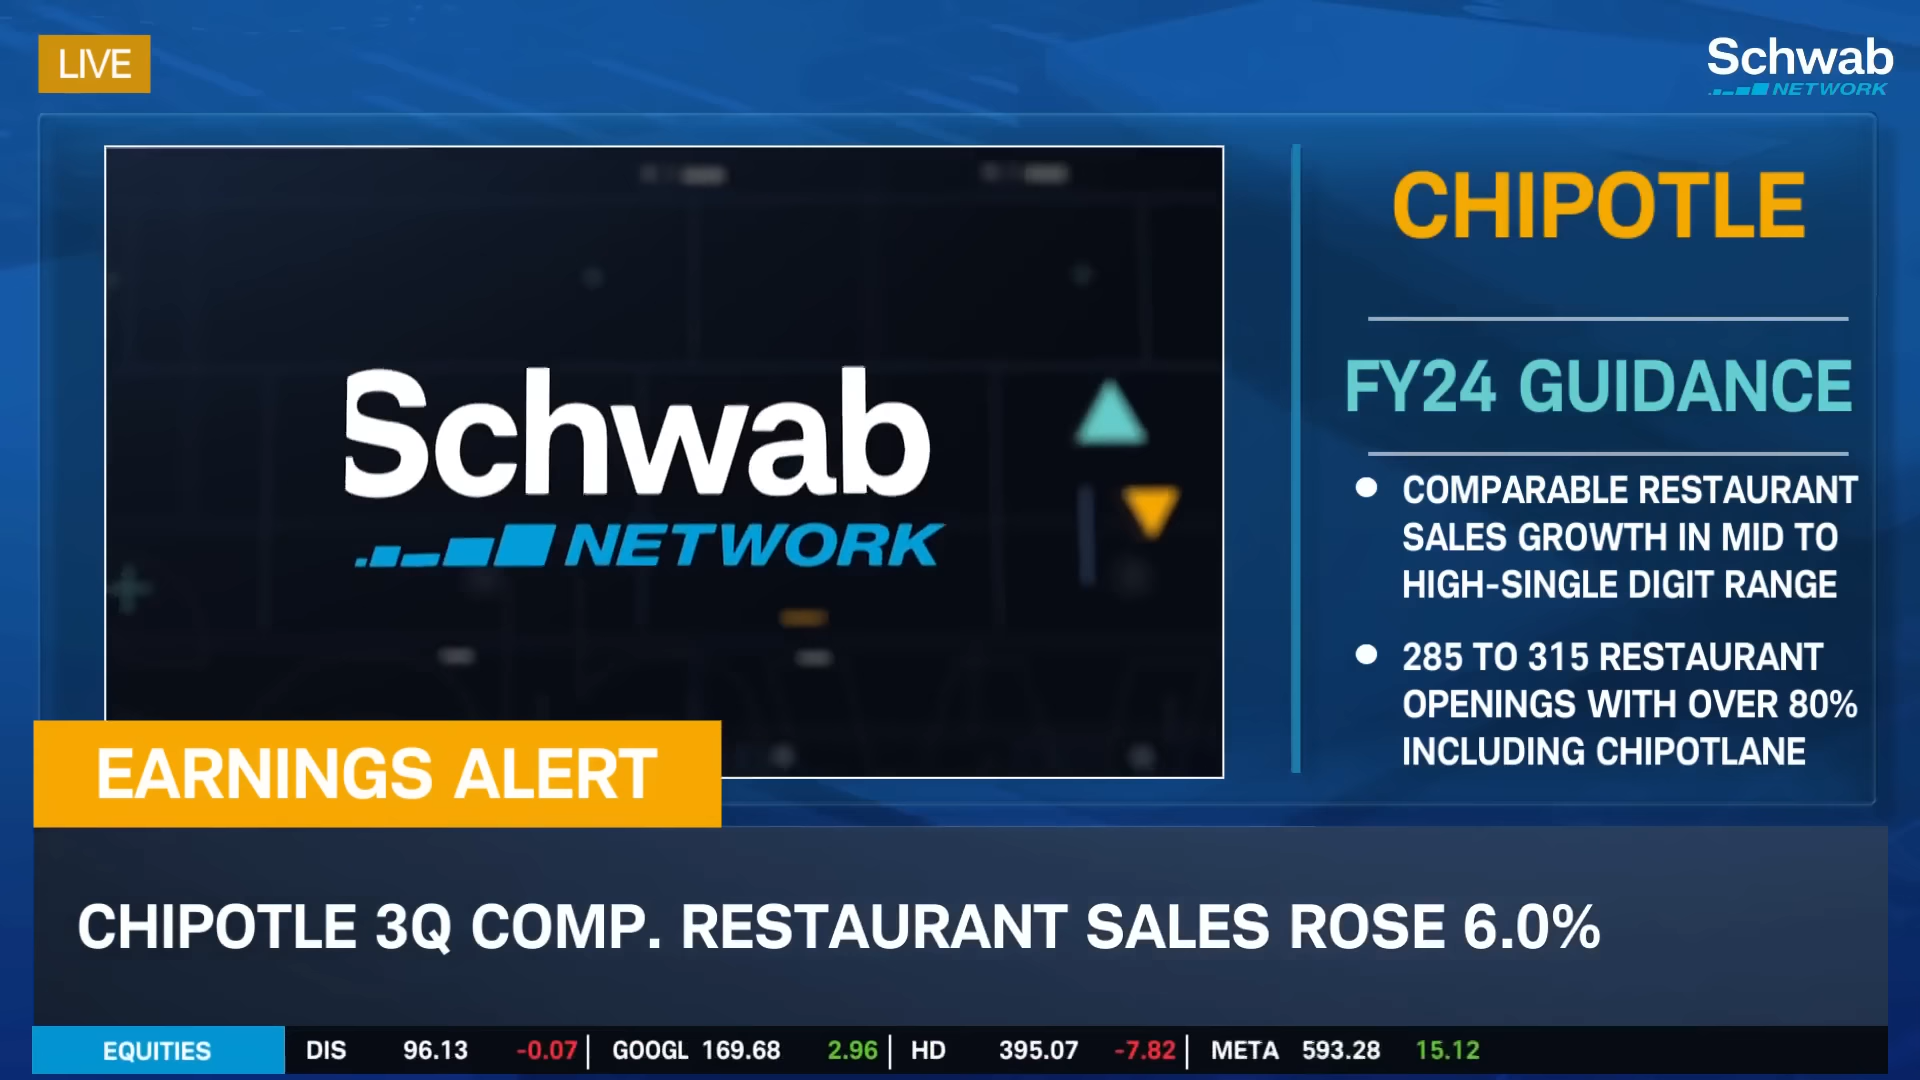 LIVE
Schwab
NETWORK
Schwab
NETWORK
CHIPOTLE
FY24 GUIDANCE
● COMPARABLE RESTAURANT
SALES GROWTH IN MID TO
HIGH-SINGLE DIGIT RANGE
● 285 TO 315 RESTAURANT
OPENINGS WITH OVER 80%
INCLUDING CHIPOTLANE
EARNINGS ALERT
CHIPOTLE 3Q COMP. RESTAURANT SALES ROSE 6.0%
EQUITIES DIS 96.13 -0.07 | GOOGL 169.68 2.96 | HD 395.07 -7.82 | META 593.28 15.12